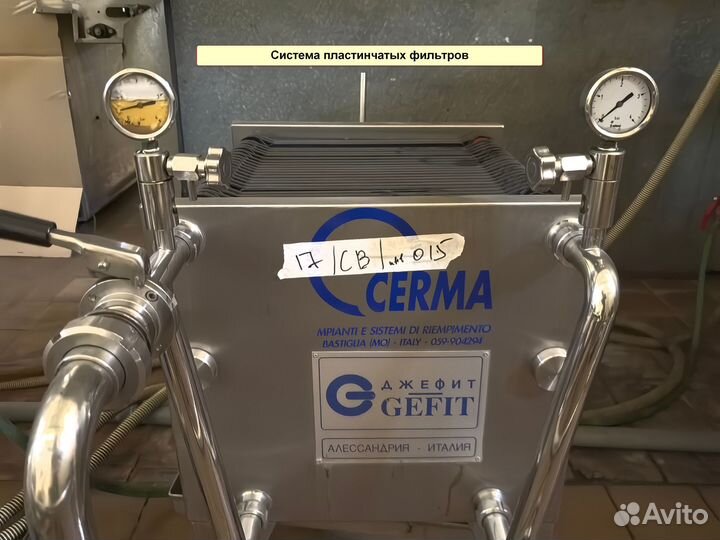 Система пластинчатых фильтров
17/CB/инв 015
CERMA
MPIANTI E SISTEMI DI RIEMPIMENTO
BASTIGLIA (MO) - ITALY - 059-904294
ДЖЕФИТ
GEFIT
АЛЕССАНДРИЯ - ИТАЛИЯ
Avito